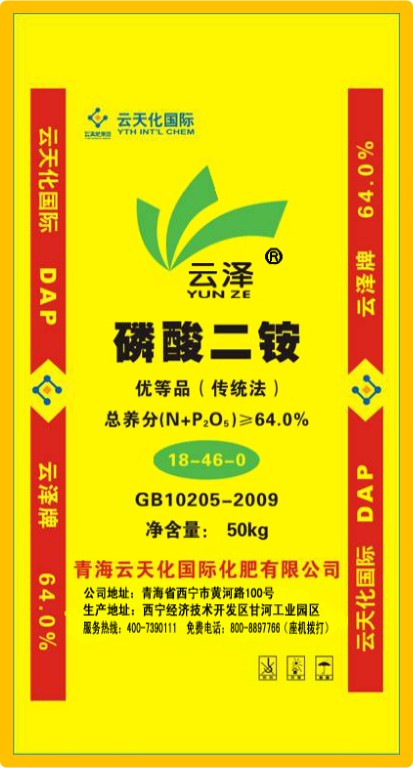 云天化国际
YTH INT'L CHEM
云天化国际 DAP
云泽牌 64.0%
云泽牌 64.0%
云天化国际 DAP
云泽®
YUN ZE
磷酸二铵
优等品（传统法）
总养分(N+P₂O₅)≥64.0%
18-46-0
GB10205-2009
净含量： 50kg
青海云天化国际化肥有限公司
公司地址：青海省西宁市黄河路100号
生产地址：西宁经济技术开发区甘河工业园区
服务热线：400-7390111 免费电话：800-8897766（座机拨打）